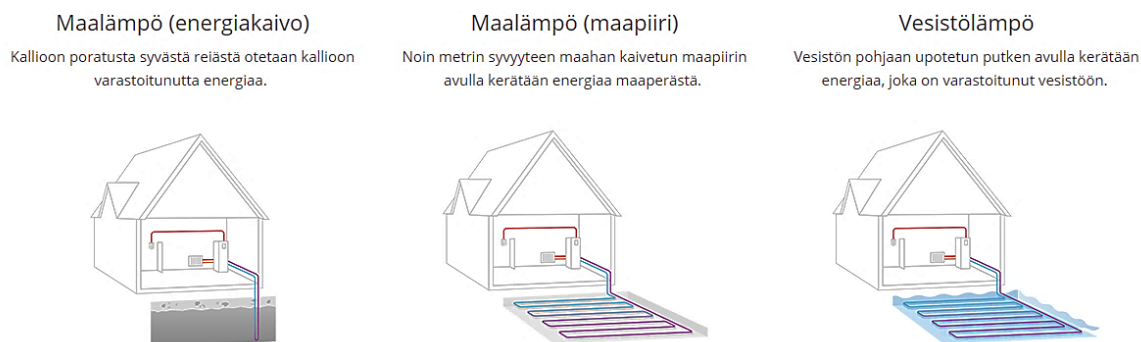 Maalämpö (energiakaivo)
Kallioon poratusta syvästä reiästä otetaan kallioon
varastoitunutta energiaa.
Maalämpö (maapiiri)
Noin metrin syvyyteen maahan kaivetun maapiirin
avulla kerätään energiaa maaperästä.
Vesistölämpö
Vesistön pohjaan upotetun putken avulla kerätään
energiaa, joka on varastoitunut vesistöön.